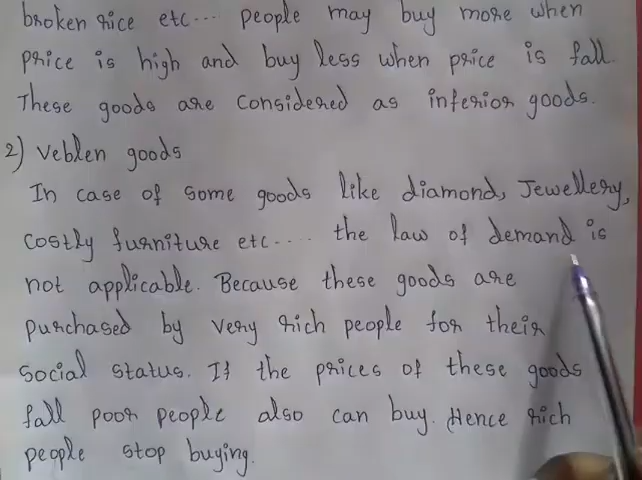 broken rice etc... people may buy more when
price is high and buy less when price is fall.
These goods are considered as inferior goods.
2) Veblen goods
In case of some goods like diamond, Jewellery,
costly furniture etc.... the law of demand is
not applicable. Because these goods are
purchased by very rich people for their
social status. If the prices of these goods
fall poor people also can buy. Hence rich
people stop buying.